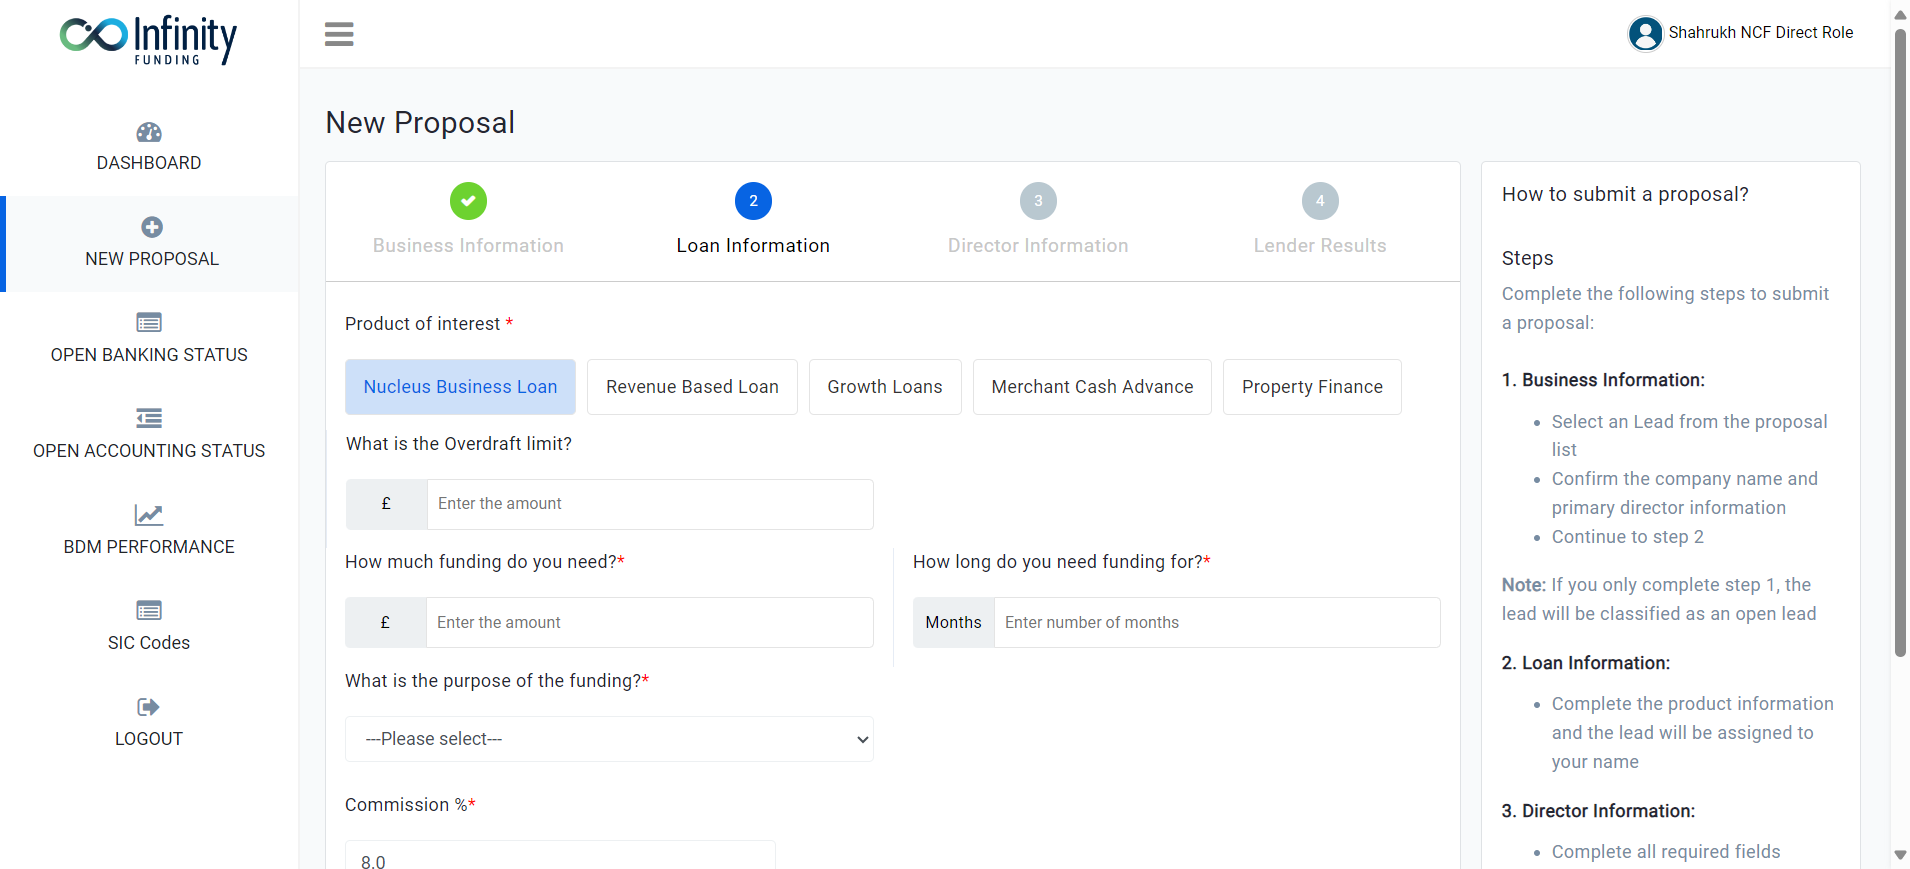 Infinity
FUNDING
Shahrukh NCF Direct Role
DASHBOARD
NEW PROPOSAL
OPEN BANKING STATUS
OPEN ACCOUNTING STATUS
BDM PERFORMANCE
SIC Codes
LOGOUT
New Proposal
2
3
4
Business Information
Loan Information
Director Information
Lender Results
Product of interest *
Nucleus Business Loan
Revenue Based Loan
Growth Loans
Merchant Cash Advance
Property Finance
What is the Overdraft limit?
£
Enter the amount
How much funding do you need?*
£
Enter the amount
How long do you need funding for?*
Months
Enter number of months
What is the purpose of the funding?*
---Please select---
Commission %*
8.0
How to submit a proposal?
Steps
Complete the following steps to submit
a proposal:
1. Business Information:
• Select an Lead from the proposal
list
• Confirm the company name and
primary director information
• Continue to step 2
Note: If you only complete step 1, the
lead will be classified as an open lead
2. Loan Information:
• Complete the product information
and the lead will be assigned to
your name
3. Director Information:
• Complete all required fields